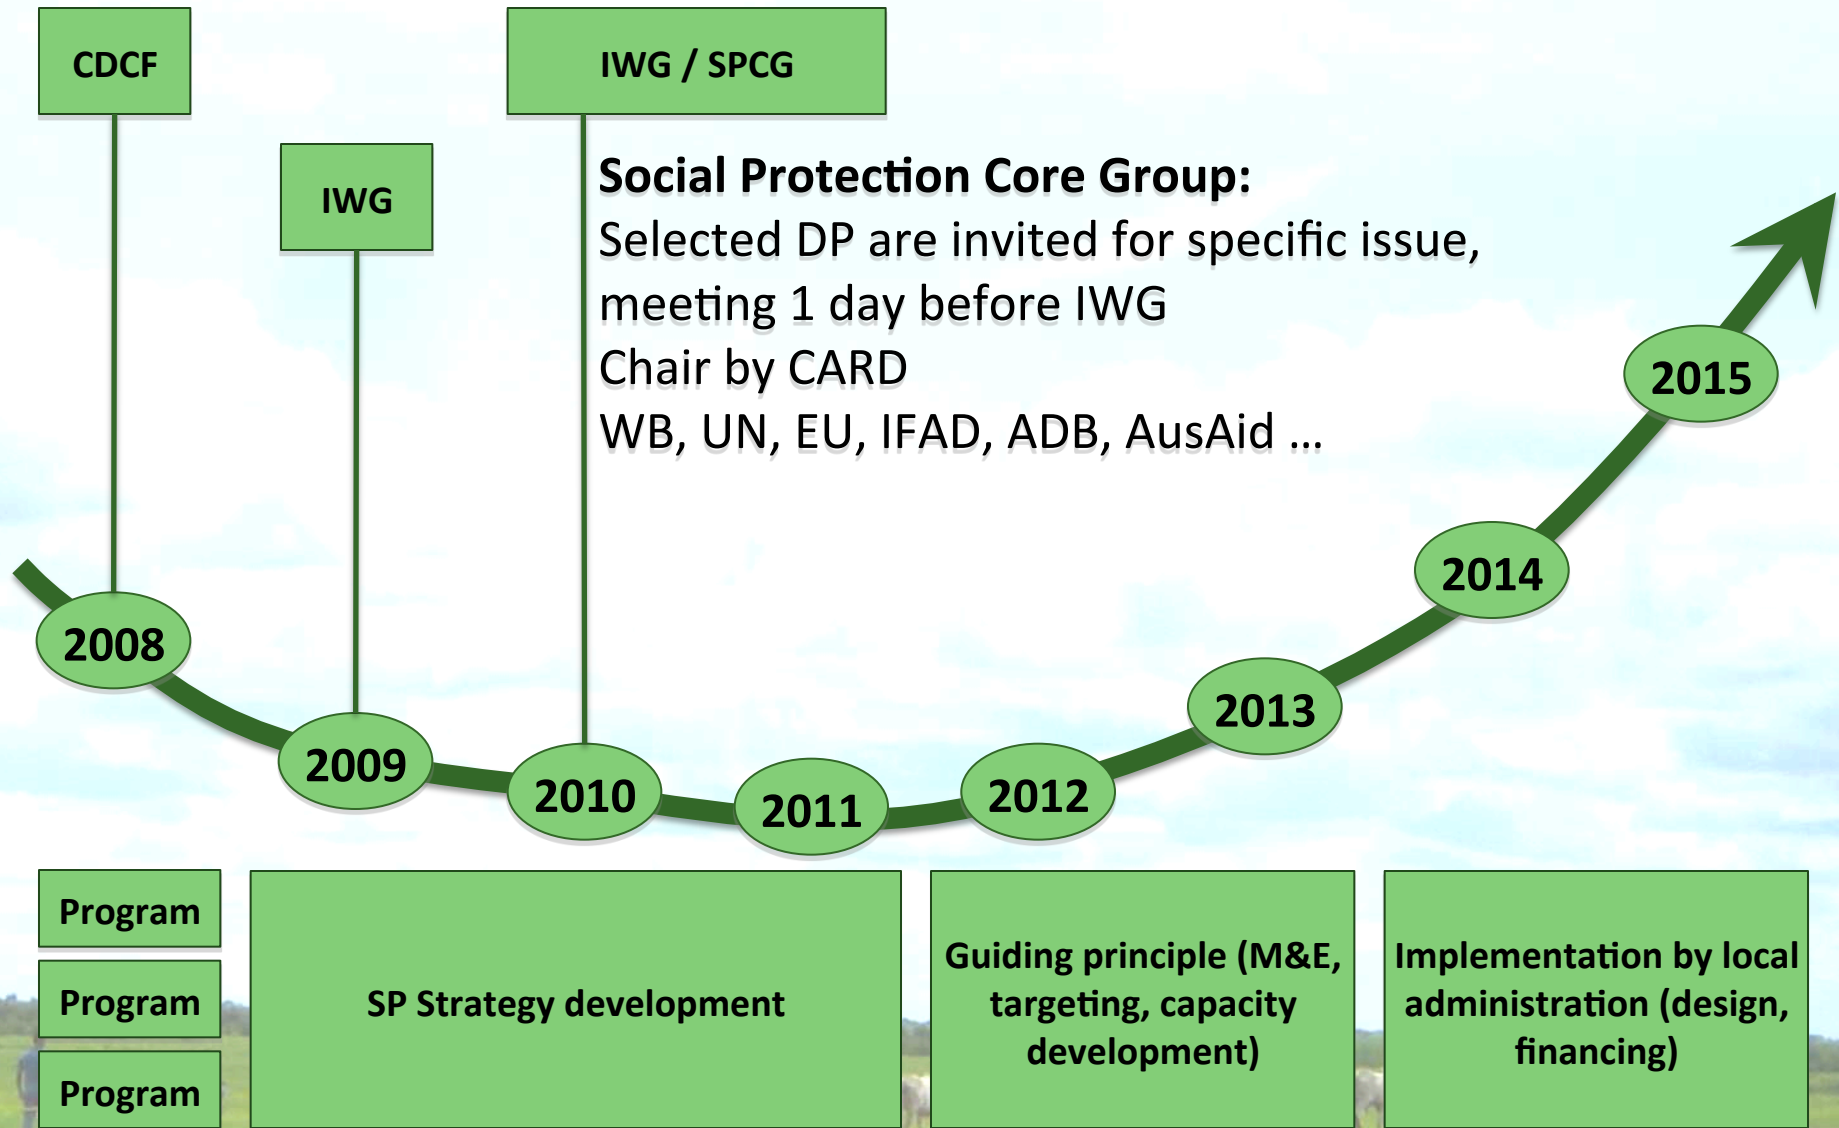 CDCF
IWG / SPCG
IWG
Social Protection Core Group:
Selected DP are invited for specific issue,
meeting 1 day before IWG
Chair by CARD
WB, UN, EU, IFAD, ADB, AusAid ...
2008
2009
2010
2011
2012
2013
2014
2015
Program
Program
Program
SP Strategy development
Guiding principle (M&E,
targeting, capacity
development)
Implementation by local
administration (design,
financing)